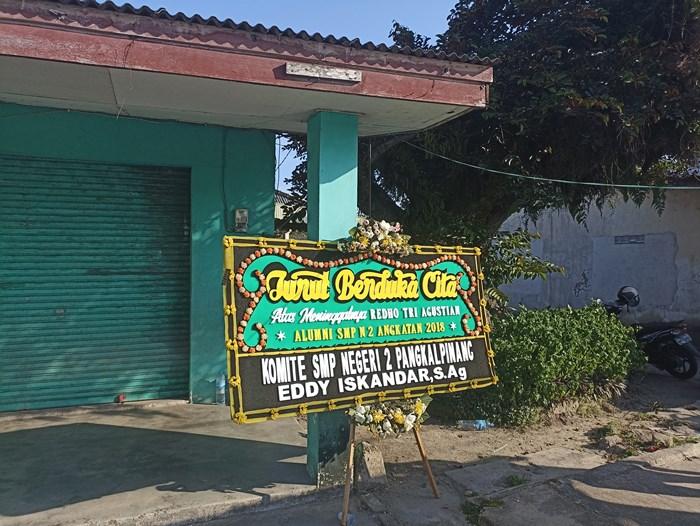 Turut Berduka Cita
Atas Meninggalnya REDHO TRI AGUSTIAN
* ALUMNI SMP N 2 ANGKATAN 2018 *
KOMITE SMP NEGERI 2 PANGKALPINANG
EDDY ISKANDAR,S.Ag